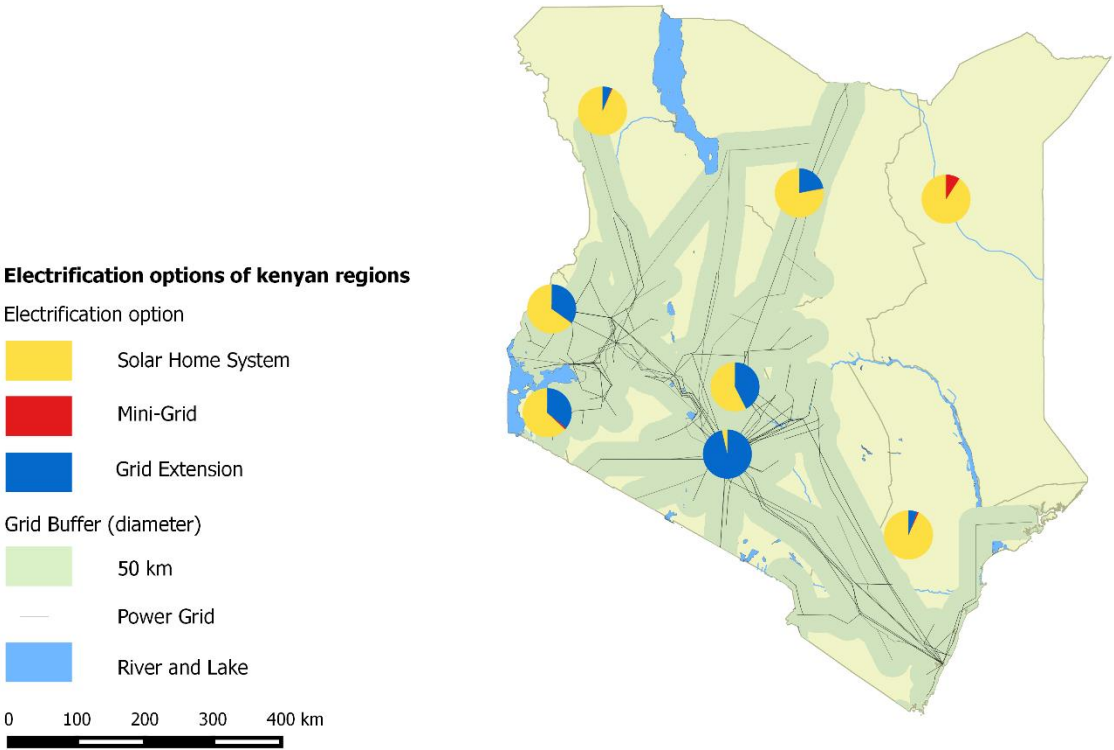 Electrification options of kenyan regions
Electrification option
Solar Home System
Mini-Grid
Grid Extension
Grid Buffer (diameter)
50 km
Power Grid
River and Lake
0 100 200 300 400 km